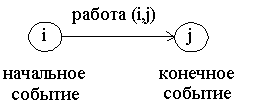 работа (i,j)
i
j
начальное
событие
конечное
событие